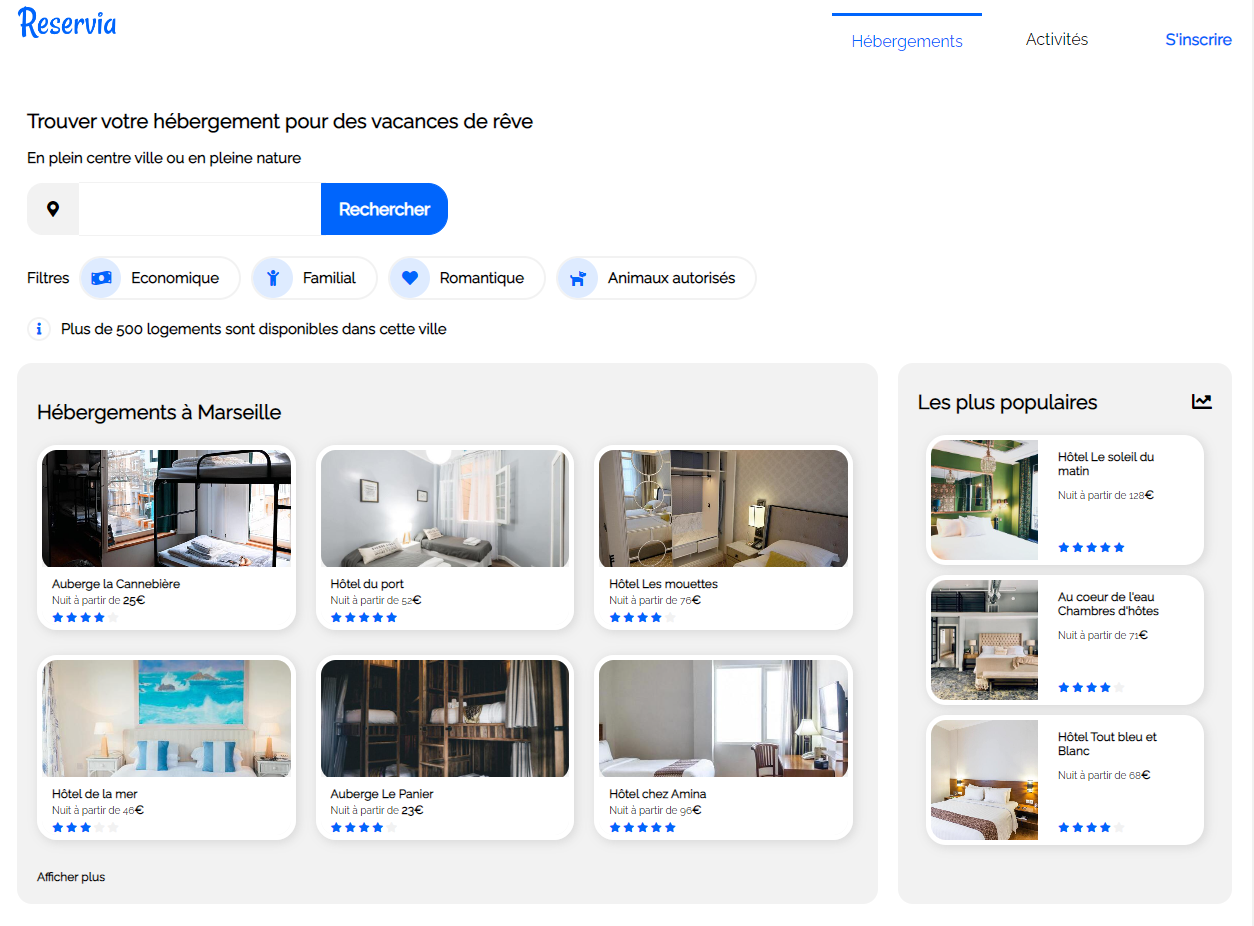 Reservia
Hébergements
Activités
S'inscrire
Trouver votre hébergement pour des vacances de rêve
En plein centre ville ou en pleine nature
Rechercher
Filtres
Economique
Familial
Romantique
Animaux autorisés
Plus de 500 logements sont disponibles dans cette ville
Hébergements à Marseille
Auberge la Cannebière
Nuit à partir de 25€
Hôtel du port
Nuit à partir de 52€
Hôtel Les mouettes
Nuit à partir de 76€
Hôtel de la mer
Nuit à partir de 46€
Auberge Le Panier
Nuit à partir de 23€
Hôtel chez Amina
Nuit à partir de 96€
Afficher plus
Les plus populaires
Hôtel Le soleil du
matin
Nuit à partir de 128€
Au coeur de l'eau
Chambres d'hôtes
Nuit à partir de 71€
Hôtel Tout bleu et
Blanc
Nuit à partir de 68€